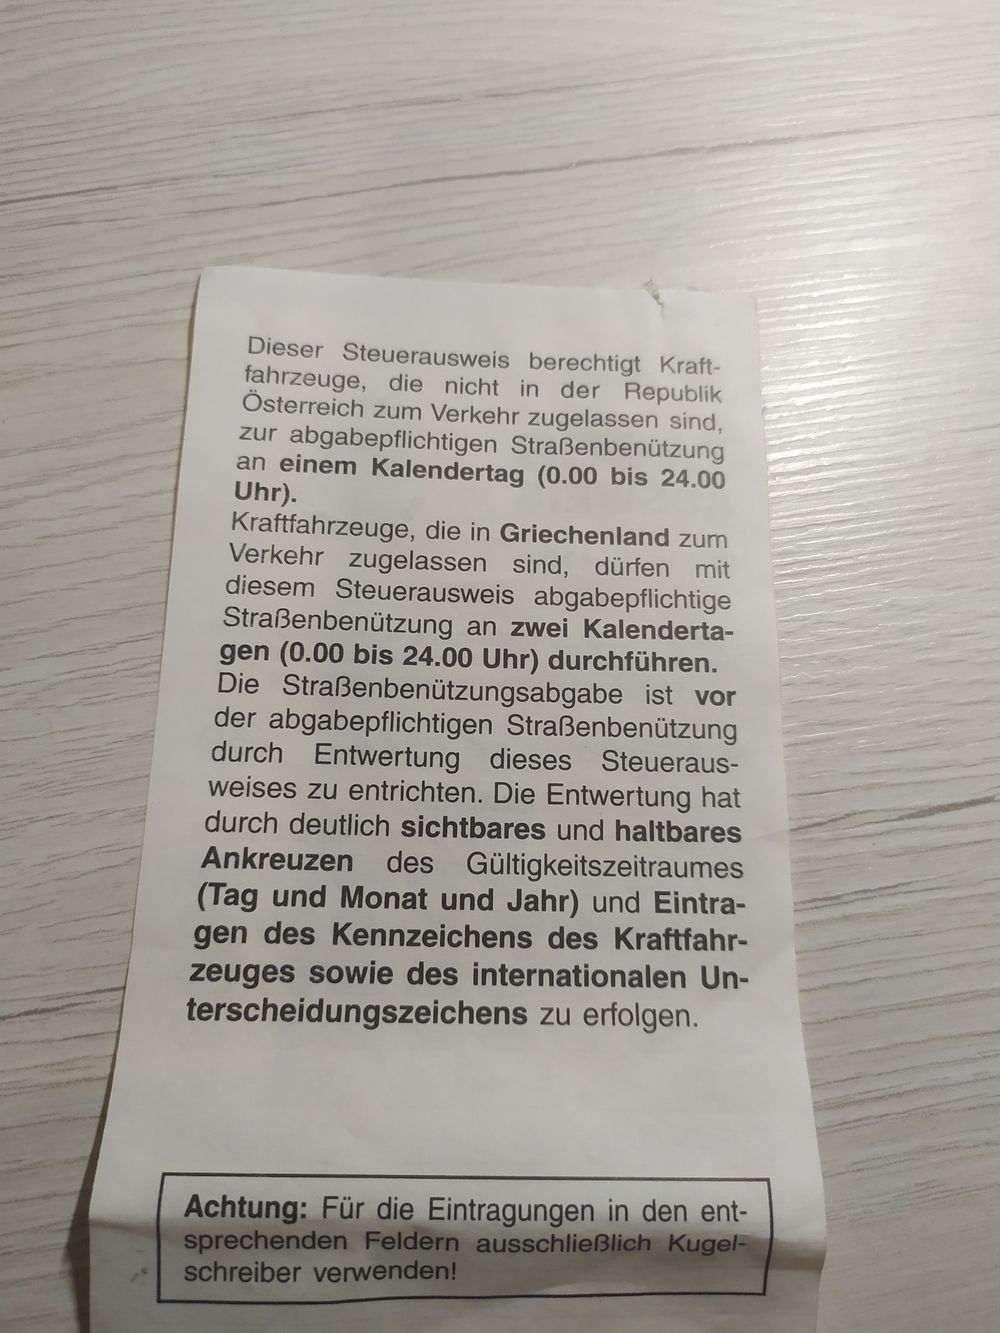 Dieser Steuerausweis berechtigt Kraft-
fahrzeuge, die nicht in der Republik
Österreich zum Verkehr zugelassen sind,
zur abgabepflichtigen Straßenbenützung
an einem Kalendertag (0.00 bis 24.00
Uhr).
Kraftfahrzeuge, die in Griechenland zum
Verkehr zugelassen sind, dürfen mit
diesem Steuerausweis abgabepflichtige
Straßenbenützung an zwei Kalenderta-
gen (0.00 bis 24.00 Uhr) durchführen.
Die Straßenbenützungsabgabe ist vor
der abgabepflichtigen Straßenbenützung
durch Entwertung dieses Steueraus-
weises zu entrichten. Die Entwertung hat
durch deutlich sichtbares und haltbares
Ankreuzen des Gültigkeitszeitraumes
(Tag und Monat und Jahr) und Eintra-
gen des Kennzeichens des Kraftfahr-
zeuges sowie des internationalen Un-
terscheidungszeichens zu erfolgen.
Achtung: Für die Eintragungen in den ent-
sprechenden Feldern ausschließlich Kugel-
schreiber verwenden!